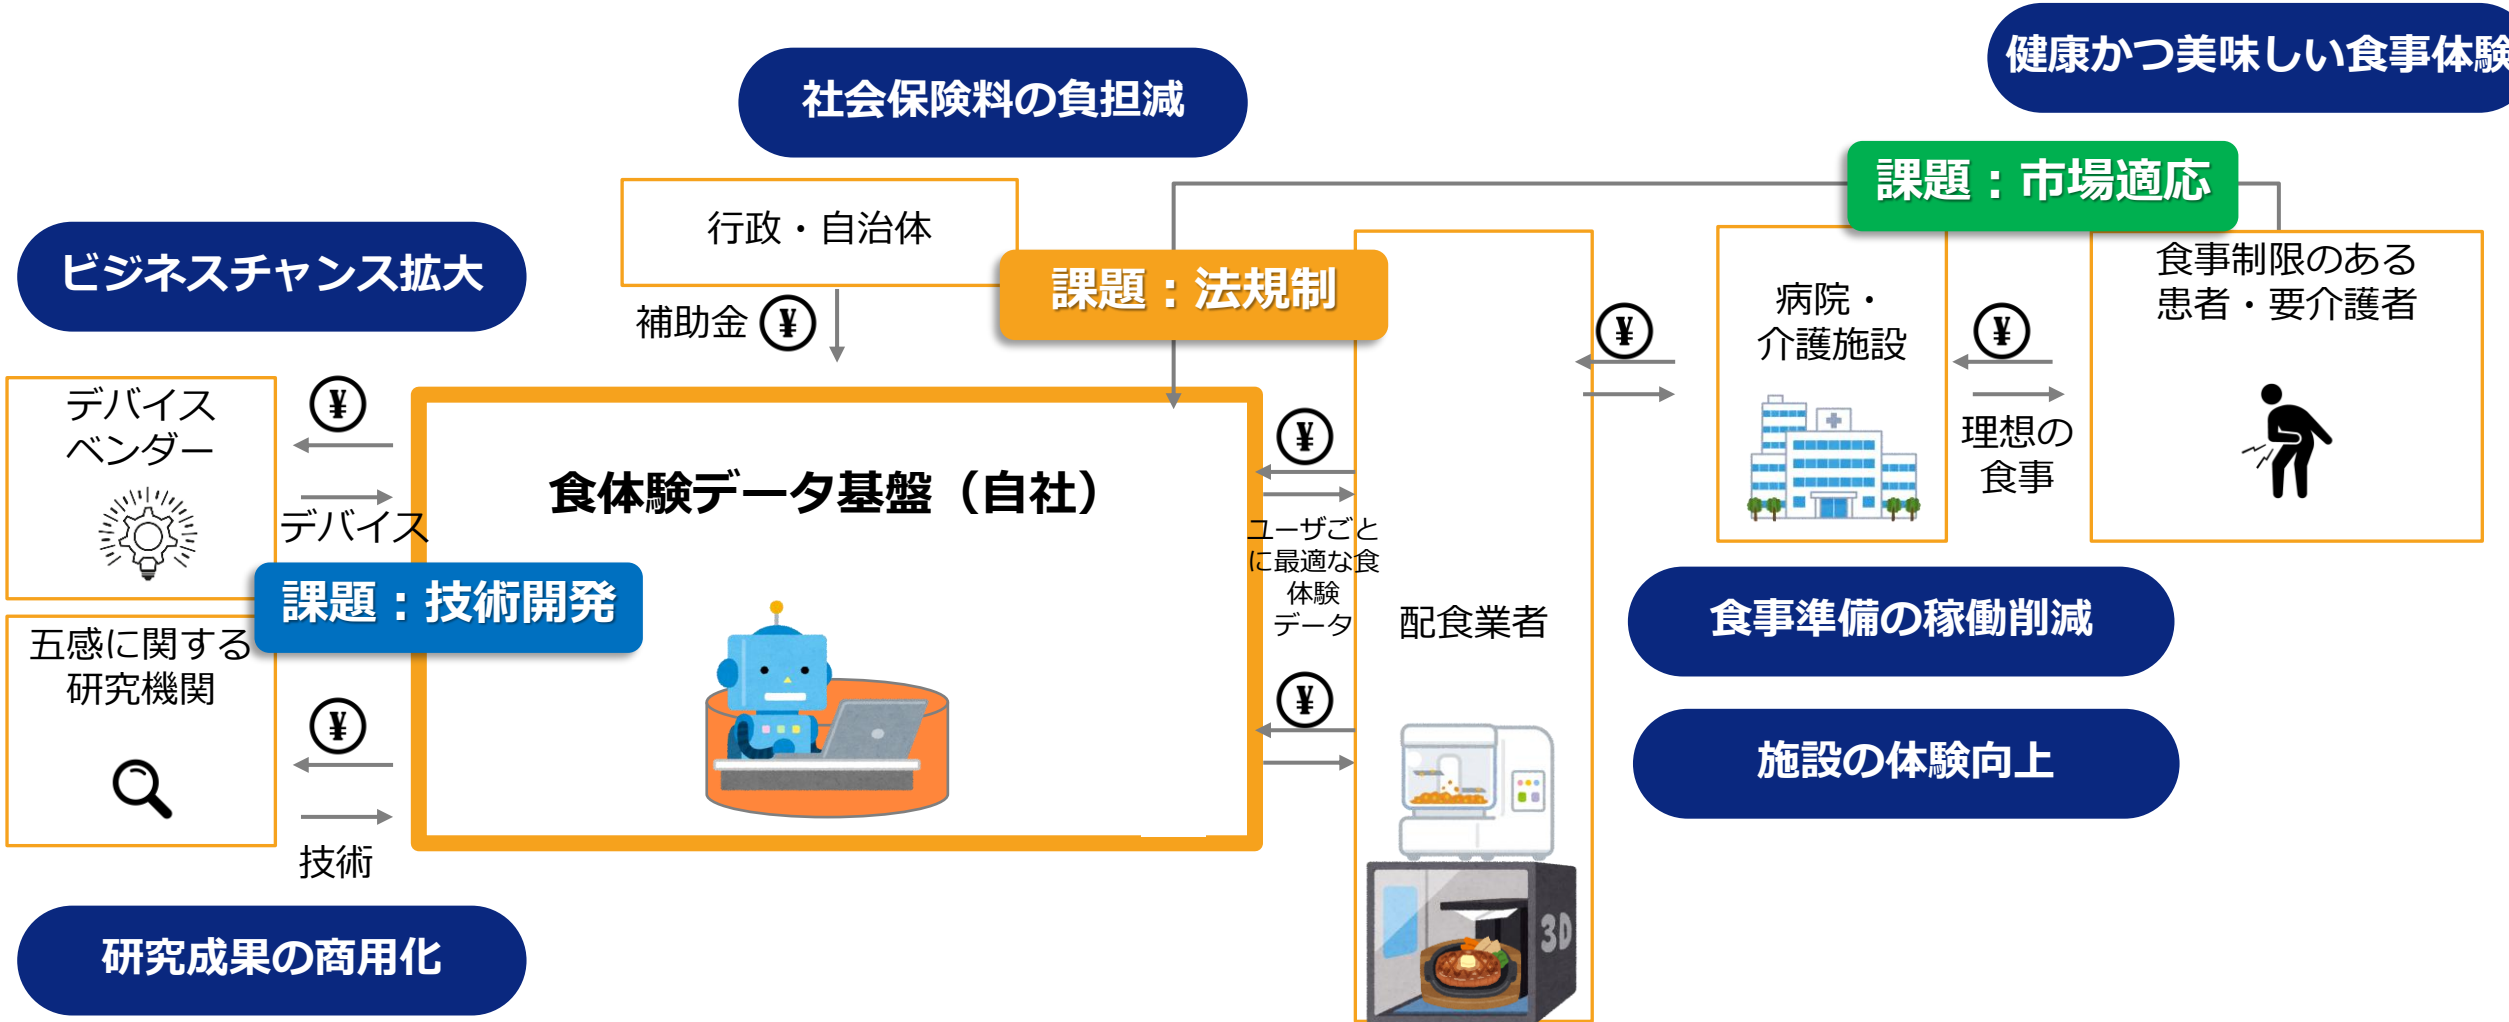 健康かつ美味しい食事体験
社会保険料の負担減
課題：市場適応
行政・自治体
ビジネスチャンス拡大
課題：法規制
補助金 ¥
食事制限のある
患者・要介護者
病院・
介護施設
¥
¥
デバイス
ベンダー
¥
¥
理想の
食事
食体験データ基盤（自社）
デバイス
ユーザごと
に最適な食
体験
データ
課題：技術開発
配食業者
食事準備の稼働削減
五感に関する
研究機関
¥
¥
施設の体験向上
技術
3D
研究成果の商用化